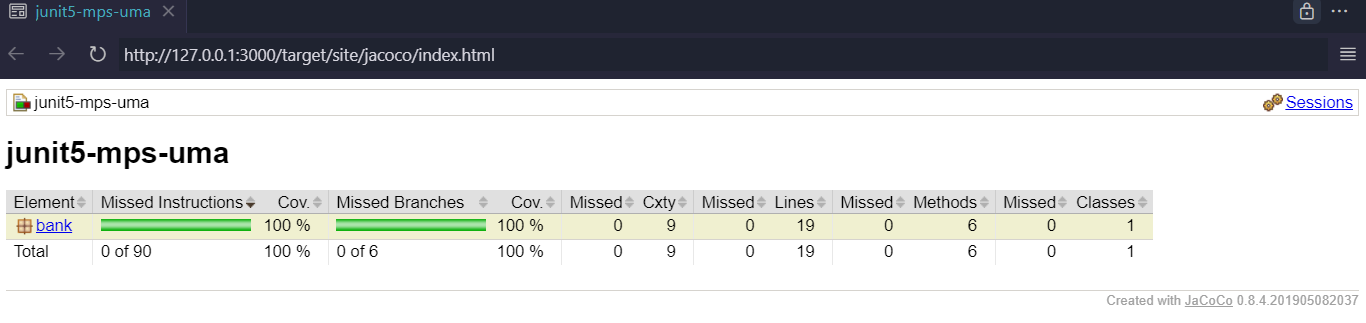 junit5-mps-uma
http://127.0.0.1:3000/target/site/jacoco/index.html
junit5-mps-uma Sessions
junit5-mps-uma
Element Missed Instructions Cov. Missed Branches Cov. Missed Cxty Missed Lines Missed Methods Missed Classes
bank 100 % 100 % 0 9 0 19 0 6 0 1
Total 0 of 90 100 % 0 of 6 100 % 0 9 0 19 0 6 0 1
Created with JaCoCo 0.8.4.201905082037